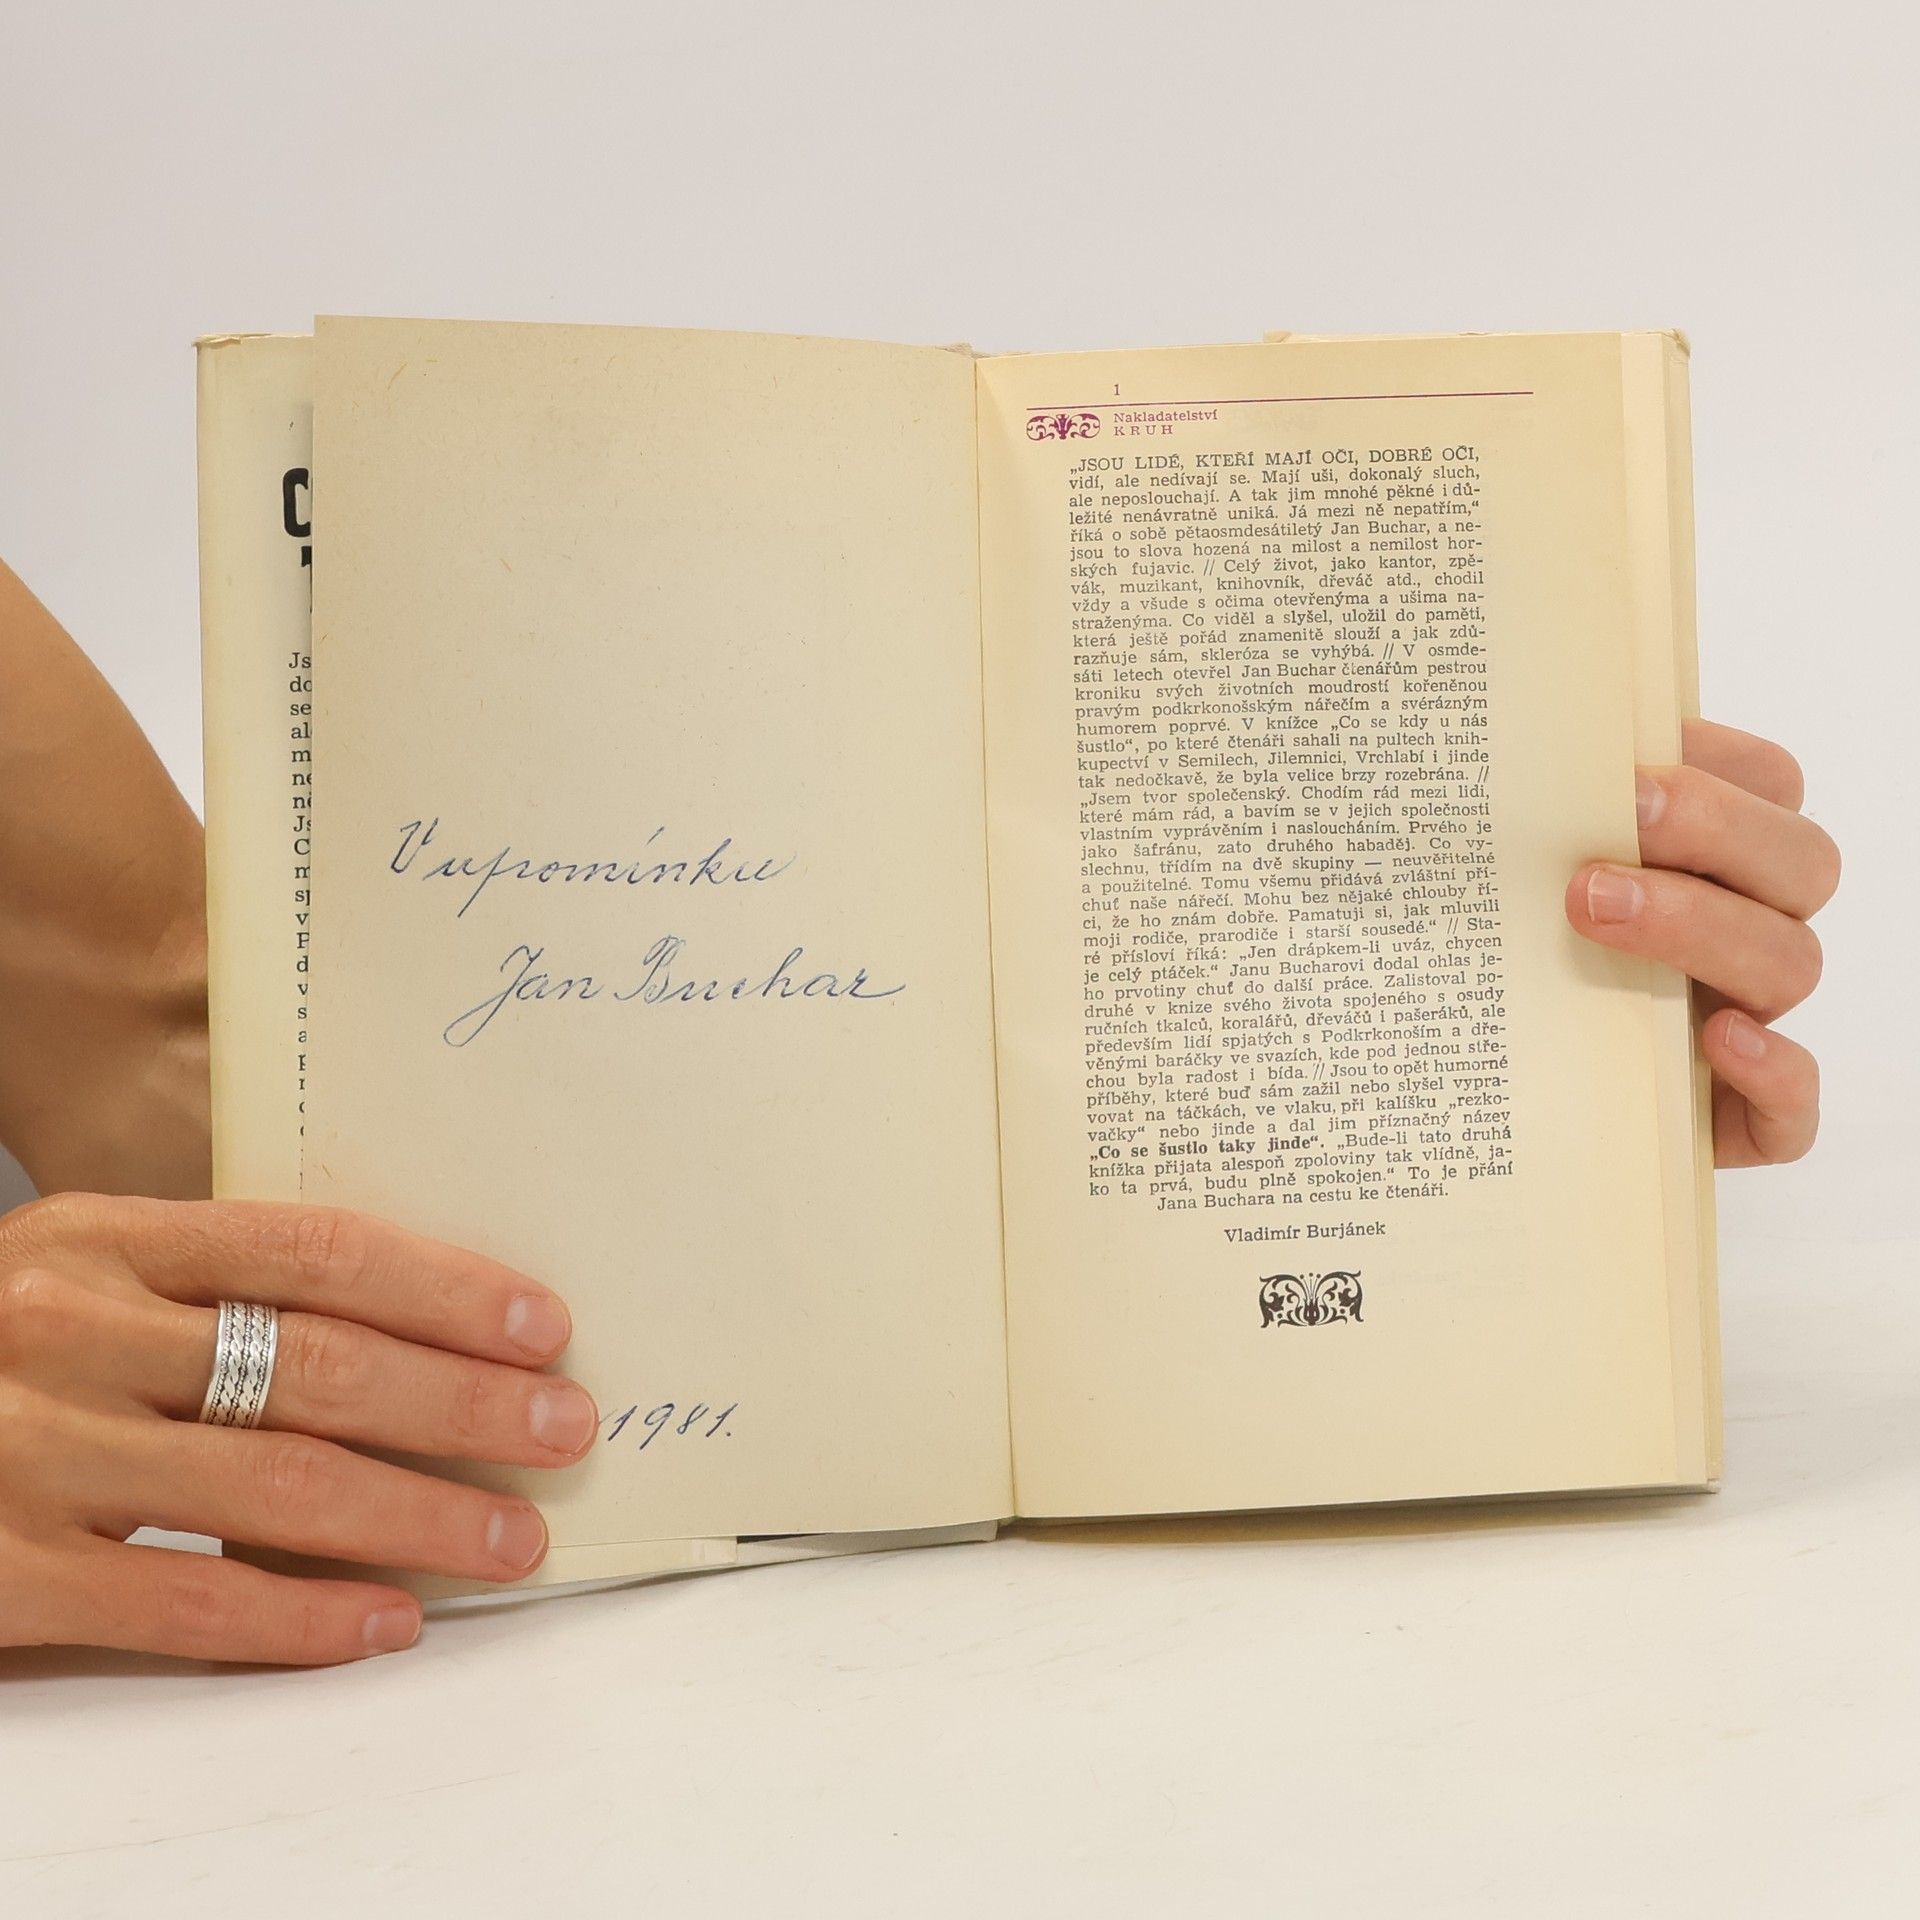 V upomínku
Jan Buchar
1981.
Js
do
se
al
m
ne
ně
Js
C
m
sp
v
P
d
v
s
a
p
1
Nakladatelství
KRUH
„JSOU LIDÉ, KTEŘÍ MAJÍ OČI, DOBRÉ OČI,
vidí, ale nedívají se. Mají uši, dokonalý sluch,
ale neposlouchají. A tak jim mnohé pěkné i dů-
ležité nenávratně uniká. Já mezi ně nepatřím,“
říká o sobě pětaosmdesátiletý Jan Buchar, a ne-
jsou to slova hozená na milost a nemilost hor-
ských fujavic. // Celý život, jako kantor, zpě-
vák, muzikant, knihovník, dřeváč atd., chodil
vždy a všude s očima otevřenýma a ušima na-
straženýma. Co viděl a slyšel, uložil do paměti,
která ještě pořád znamenitě slouží a jak zdů-
razňuje sám, skleróza se vyhýbá. // V osmde-
sáti letech otevřel Jan Buchar čtenářům pestrou
kroniku svých životních moudrostí kořeněnou
pravým podkrkonošským nářečím a svérázným
humorem poprvé. V knížce „Co se kdy u nás
šustlo“, po které čtenáři sahali na pultech knih-
kupectví v Semilech, Jilemnici, Vrchlabí i jinde
tak nedočkavě, že byla velice brzy rozebrána. //
„Jsem tvor společenský. Chodím rád mezi lidi,
které mám rád, a bavím se v jejich společnosti
vlastním vyprávěním i nasloucháním. Prvého je
jako šafránu, zato druhého habaděj. Co vy-
slechnu, třídím na dvě skupiny — neuvěřitelné
a použitelné. Tomu všemu přidává zvláštní pří-
chuť naše nářečí. Mohu bez nějaké chlouby ří-
ci, že ho znám dobře. Pamatuji si, jak mluvili
moji rodiče, prarodiče i starší sousedé.“ // Sta-
ré přísloví říká: „Jen drápkem-li uváz, chycen
je celý ptáček.“ Janu Bucharovi dodal ohlas je-
ho prvotiny chuť do další práce. Zalistoval po-
druhé v knize svého života spojeného s osudy
ručních tkalců, koralářů, dřeváčů i pašeráků, ale
především lidí spjatých s Podkrkonoším a dře-
věnými baráčky ve svazích, kde pod jednou stře-
chou byla radost i bída. // Jsou to opět humorné
příběhy, které buď sám zažil nebo slyšel vypra-
vovat na táčkách, ve vlaku, při kalíšku „rezko-
vačky“ nebo jinde a dal jim příznačný název
„Co se šustlo taky jinde“. „Bude-li tato druhá
knížka přijata alespoň zpoloviny tak vlídně, ja-
ko ta prvá, budu plně spokojen.“ To je přání
Jana Buchara na cestu ke čtenáři.
Vladimír Burjánek